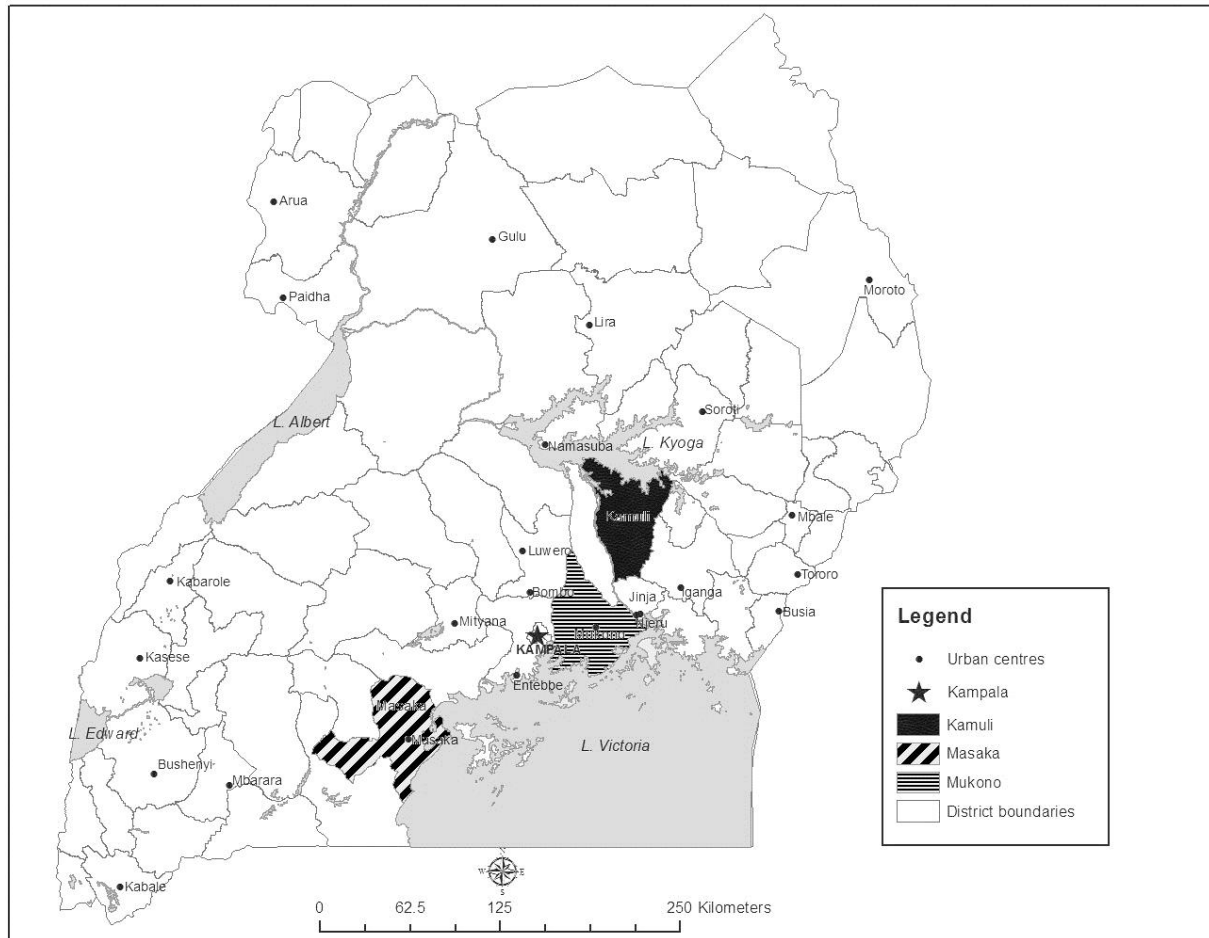 Arua
Gulu
Moroto
Paidha
Lira
L. Albert
Soroti
L. Kyoga
Namasuba
Kamuli
Mbale
Luwero
Tororo
Kabarole
Bombo
Iganga
Jinja
Busia
Njeru
Mityana
Mukono
KAMPALA
Kasese
Entebbe
Masaka
L. Edward
Masaka
L. Victoria
Bushenyi
Mbarara
Kabale
Legend
Urban centres
Kampala
Kamuli
Masaka
Mukono
District boundaries
N
W E
S
0 62.5 125 250 Kilometers